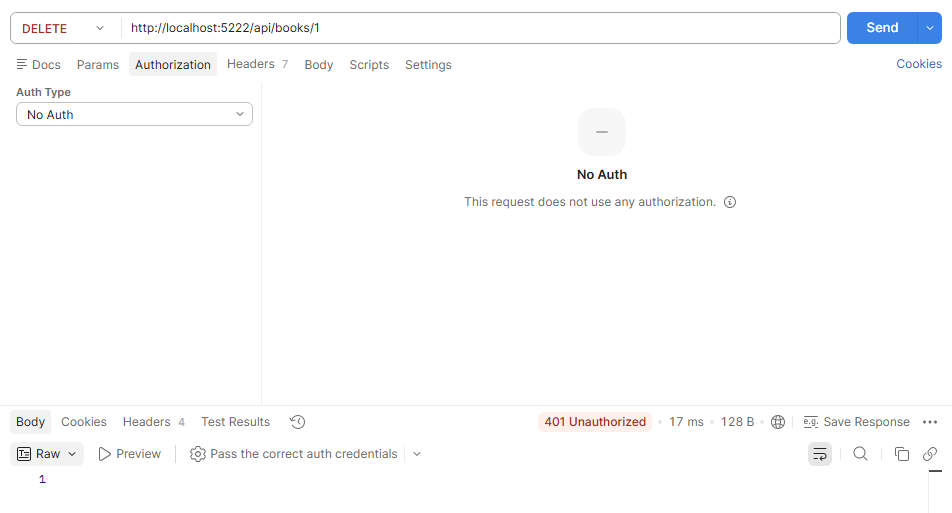 DELETE http://localhost:5222/api/books/1 Send
Docs Params Authorization Headers 7 Body Scripts Settings Cookies
Auth Type
No Auth
No Auth
This request does not use any authorization.
Body Cookies Headers 4 Test Results 401 Unauthorized • 17 ms • 128 B • e.g. Save Response
Raw Preview Pass the correct auth credentials
1